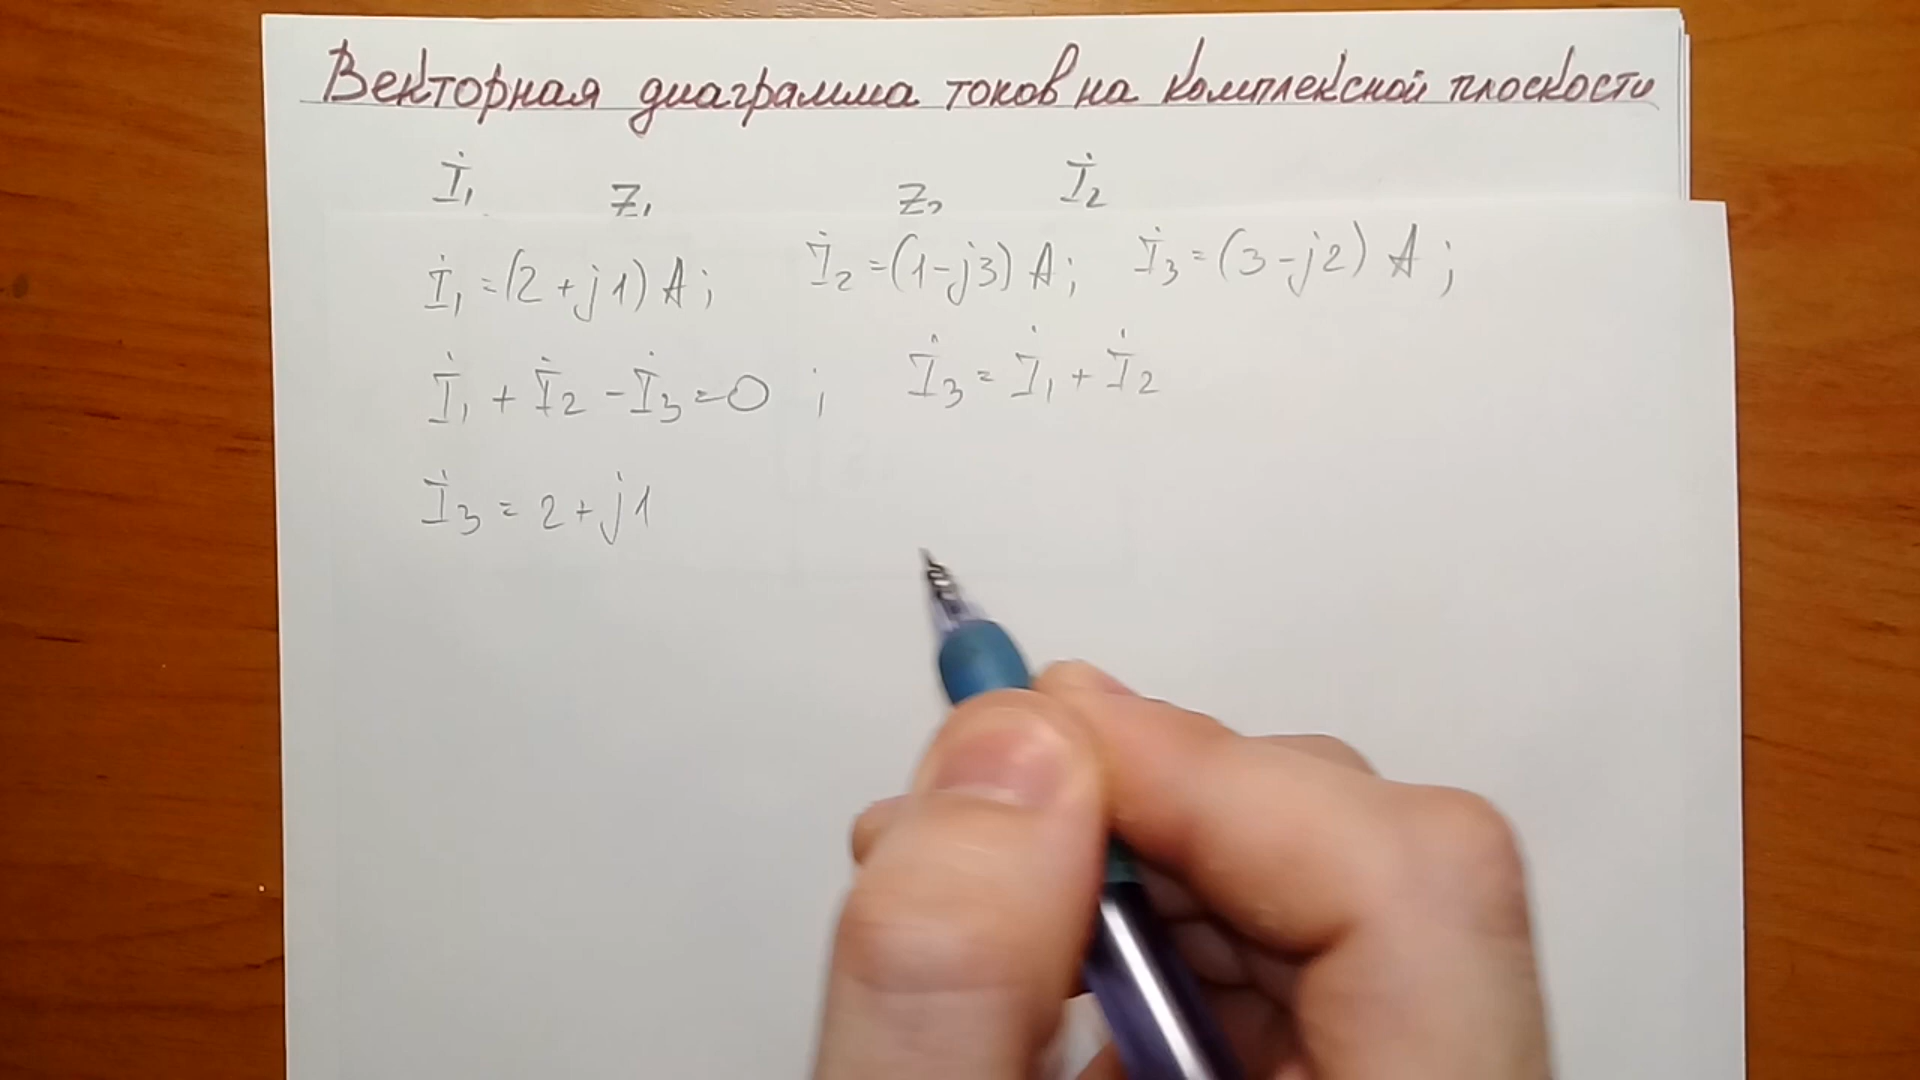 Векторная диаграмма токов на комплексной плоскости
İ₁ Z₁ Z₂ İ₂
İ₁ = (2 + j1) A; İ₂ = (1 - j3) A; İ₃ = (3 - j2) A;
İ₁ + İ₂ - İ₃ = 0 ; İ₃ = İ₁ + İ₂
İ₃ = 2 + j1